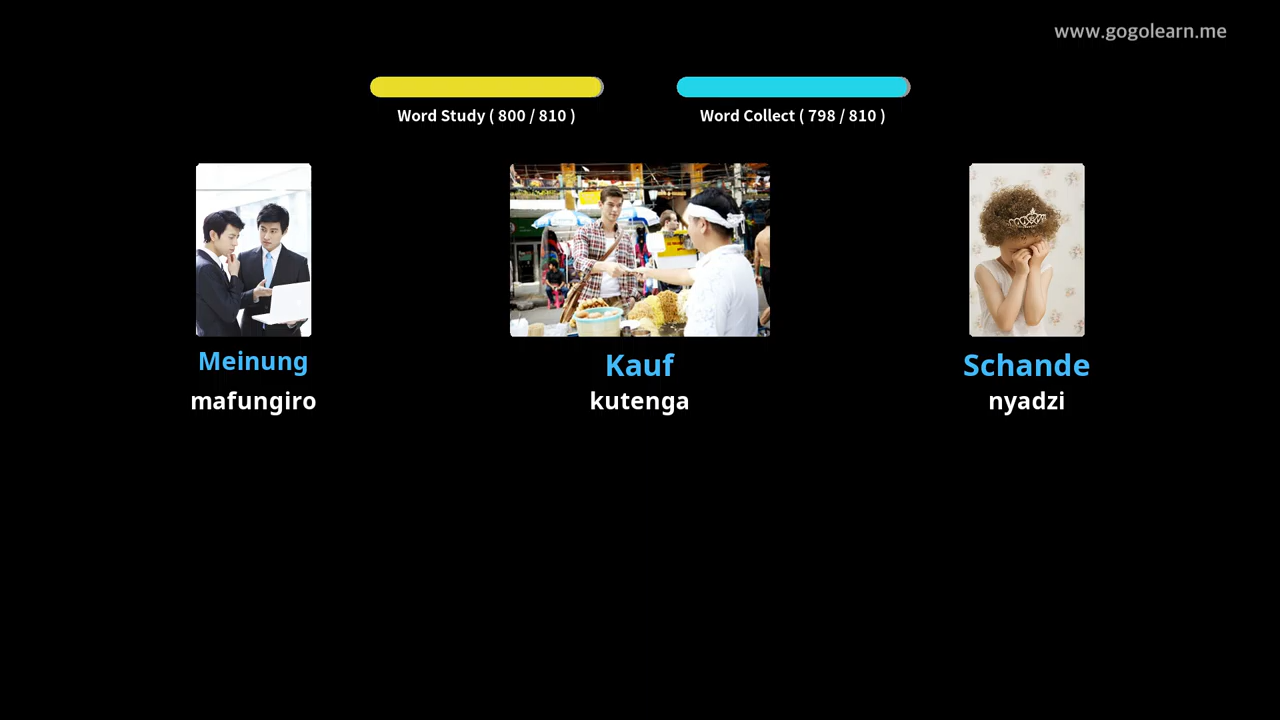 www.gogolearn.me
Word Study ( 800 / 810 )
Word Collect ( 798 / 810 )
Meinung
mafungiro
Kauf
kutenga
Schande
nyadzi